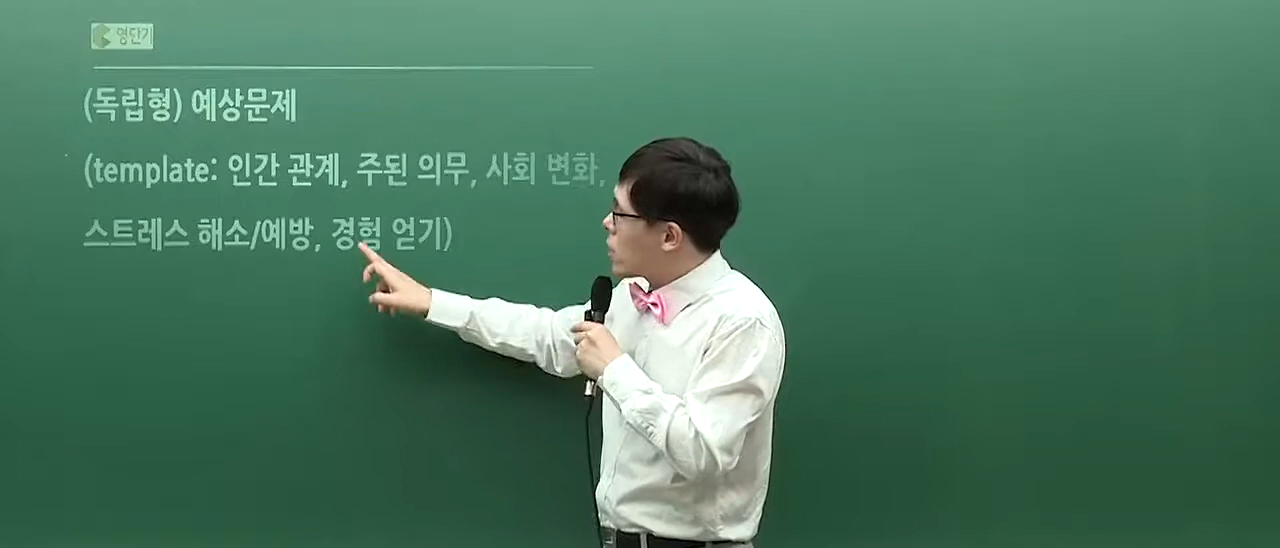 영단기
(독립형) 예상문제
(template: 인간 관계, 주된 의무, 사회 변화,
스트레스 해소/예방, 경험 얻기)